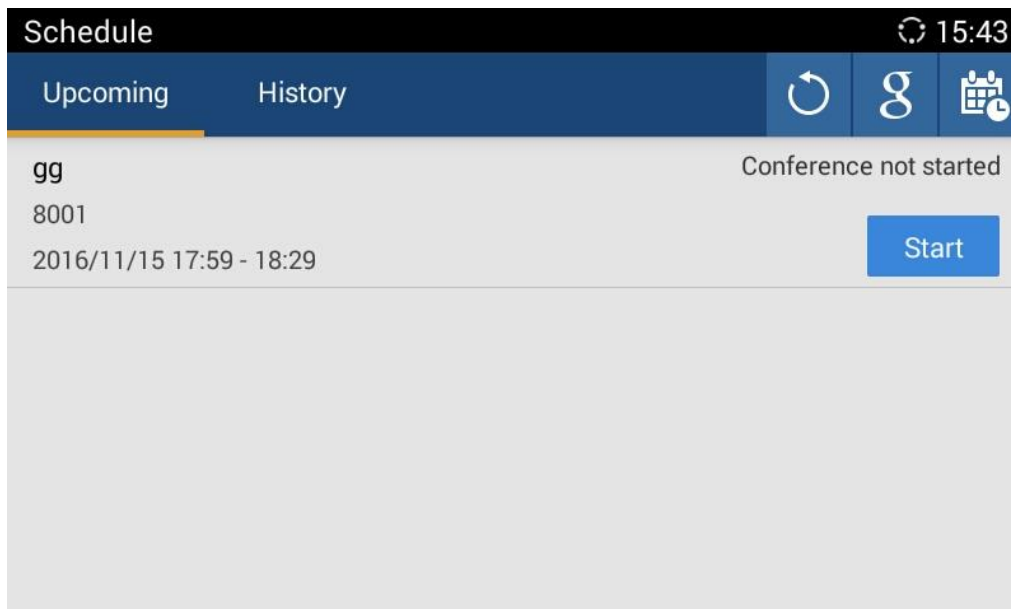 Schedule 15:43
Upcoming History g
gg Conference not started
8001
Start
2016/11/15 17:59 - 18:29